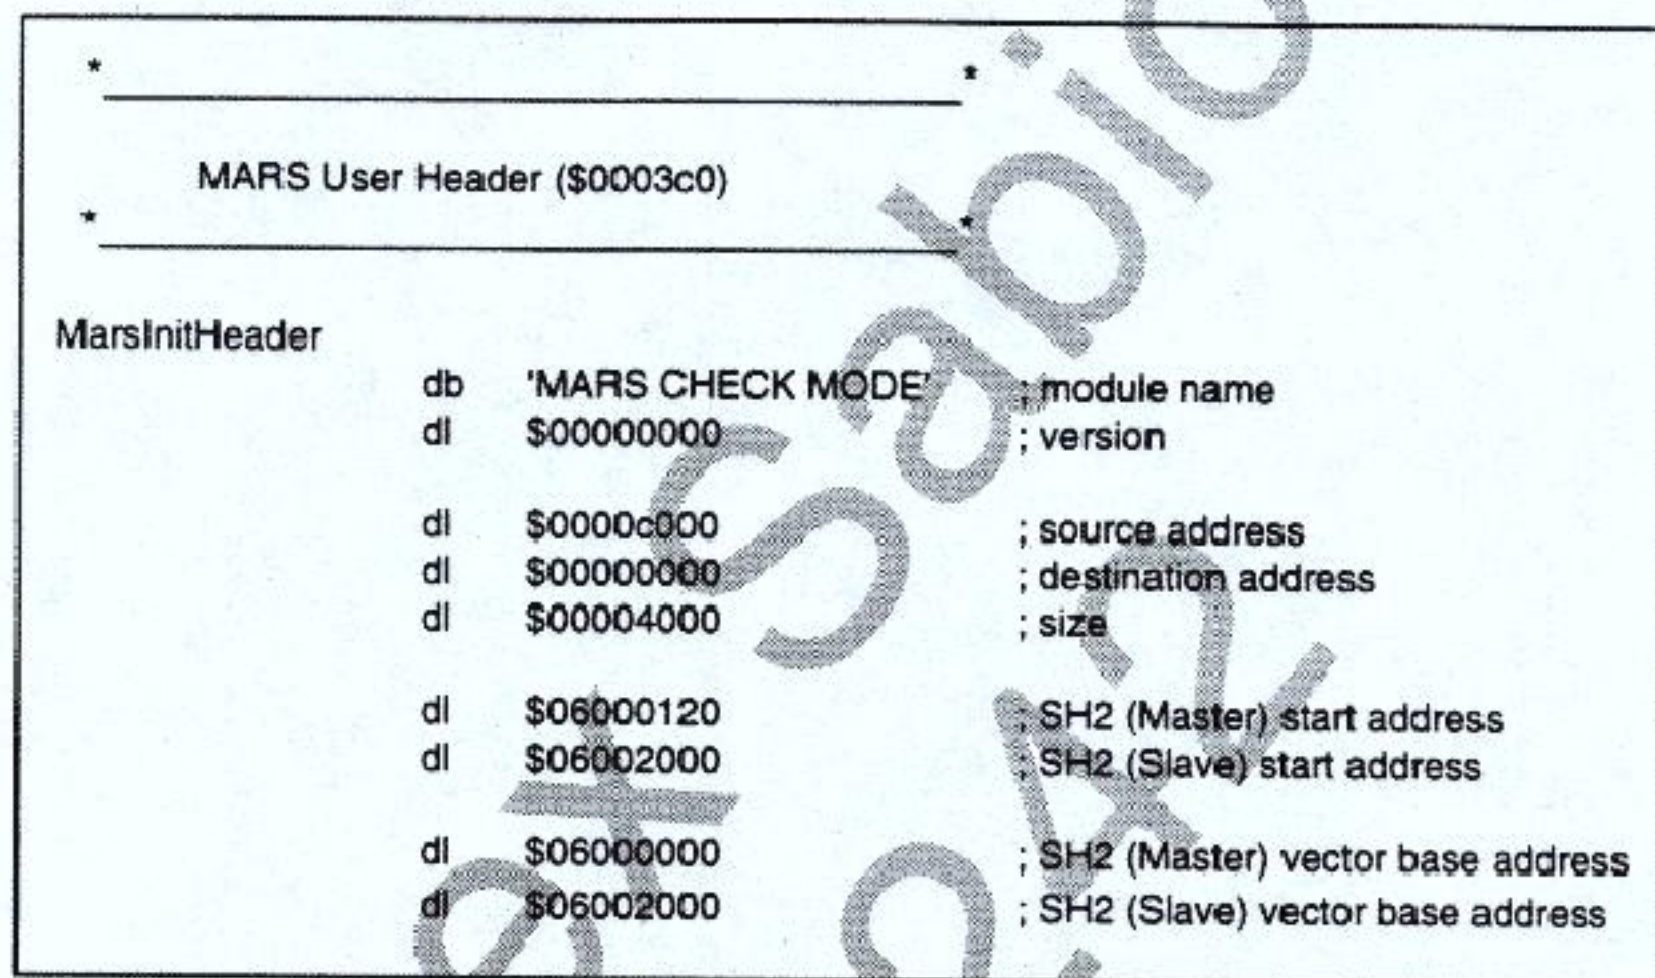 * *
MARS User Header ($0003c0)
* *
MarsInitHeader
db 'MARS CHECK MODE' ; module name
dl $00000000 ; version
dl $0000c000 ; source address
dl $00000000 ; destination address
dl $00004000 ; size
dl $06000120 ; SH2 (Master) start address
dl $06002000 ; SH2 (Slave) start address
dl $06000000 ; SH2 (Master) vector base address
dl $06002000 ; SH2 (Slave) vector base address